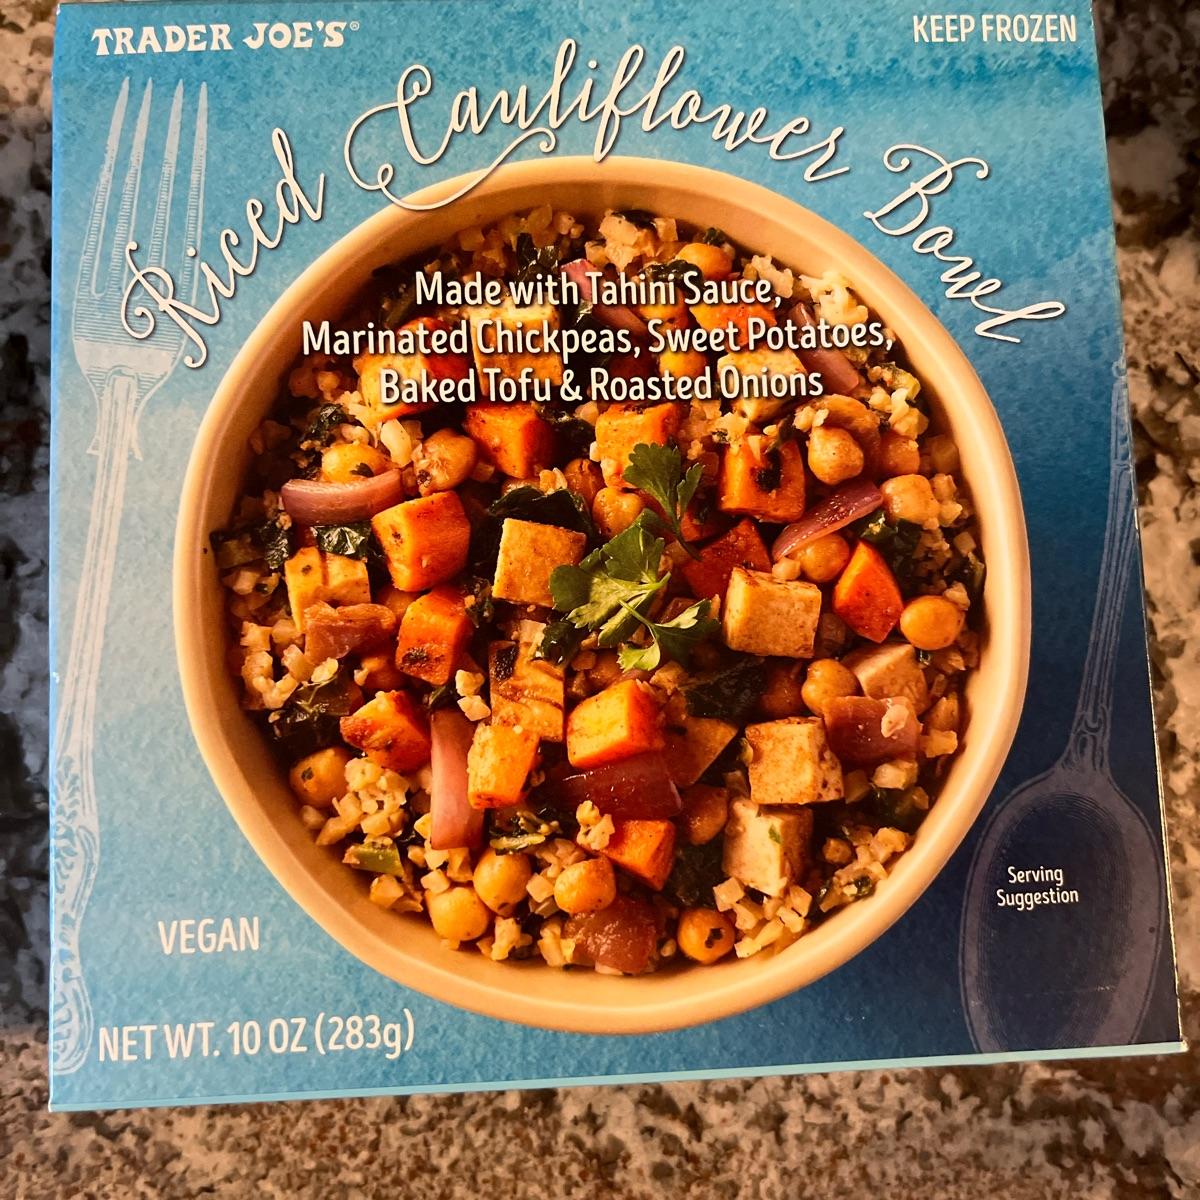 TRADER JOE'S®
KEEP FROZEN
Riced Cauliflower Bowl
Made with Tahini Sauce,
Marinated Chickpeas, Sweet Potatoes,
Baked Tofu & Roasted Onions
Serving
Suggestion
VEGAN
NET WT. 10 OZ (283g)